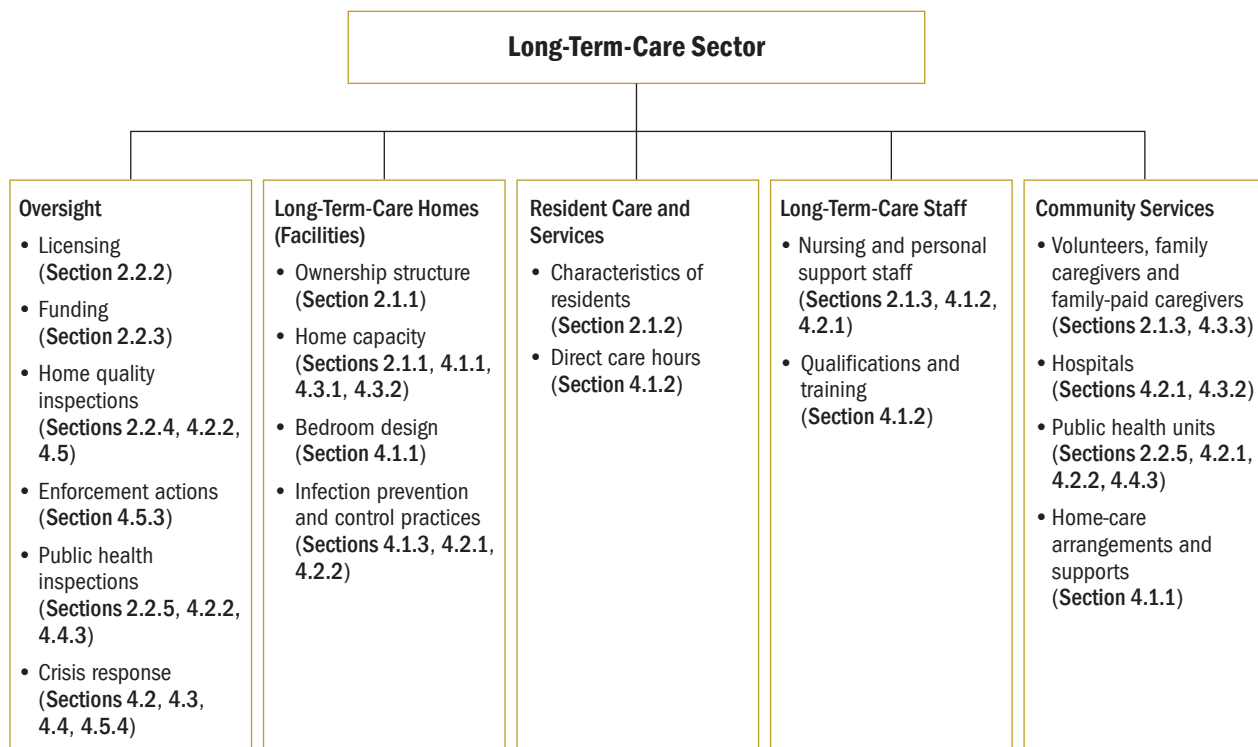 Long-Term-Care Sector
Oversight
• Licensing
(Section 2.2.2)
• Funding
(Section 2.2.3)
• Home quality
inspections
(Sections 2.2.4, 4.2.2,
4.5)
• Enforcement actions
(Section 4.5.3)
• Public health
inspections
(Sections 2.2.5, 4.2.2,
4.4.3)
• Crisis response
(Sections 4.2, 4.3,
4.4, 4.5.4)
Long-Term-Care Homes
(Facilities)
• Ownership structure
(Section 2.1.1)
• Home capacity
(Sections 2.1.1, 4.1.1,
4.3.1, 4.3.2)
• Bedroom design
(Section 4.1.1)
• Infection prevention
and control practices
(Sections 4.1.3, 4.2.1,
4.2.2)
Resident Care and
Services
• Characteristics of
residents
(Section 2.1.2)
• Direct care hours
(Section 4.1.2)
Long-Term-Care Staff
• Nursing and personal
support staff
(Sections 2.1.3, 4.1.2,
4.2.1)
• Qualifications and
training
(Section 4.1.2)
Community Services
• Volunteers, family
caregivers and
family-paid caregivers
(Sections 2.1.3, 4.3.3)
• Hospitals
(Sections 4.2.1, 4.3.2)
• Public health units
(Sections 2.2.5, 4.2.1,
4.2.2, 4.4.3)
• Home-care
arrangements and
supports
(Section 4.1.1)